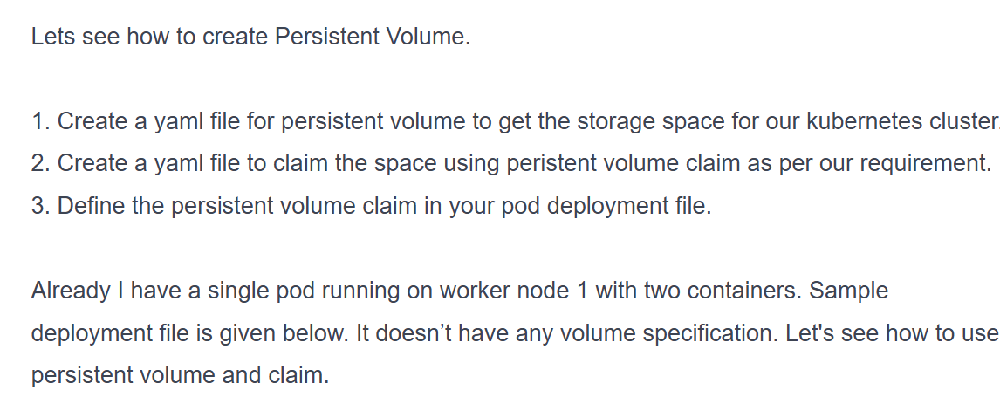 Lets see how to create Persistent Volume.
1. Create a yaml file for persistent volume to get the storage space for our kubernetes cluster.
2. Create a yaml file to claim the space using peristent volume claim as per our requirement.
3. Define the persistent volume claim in your pod deployment file.
Already I have a single pod running on worker node 1 with two containers. Sample
deployment file is given below. It doesn’t have any volume specification. Let's see how to use
persistent volume and claim.